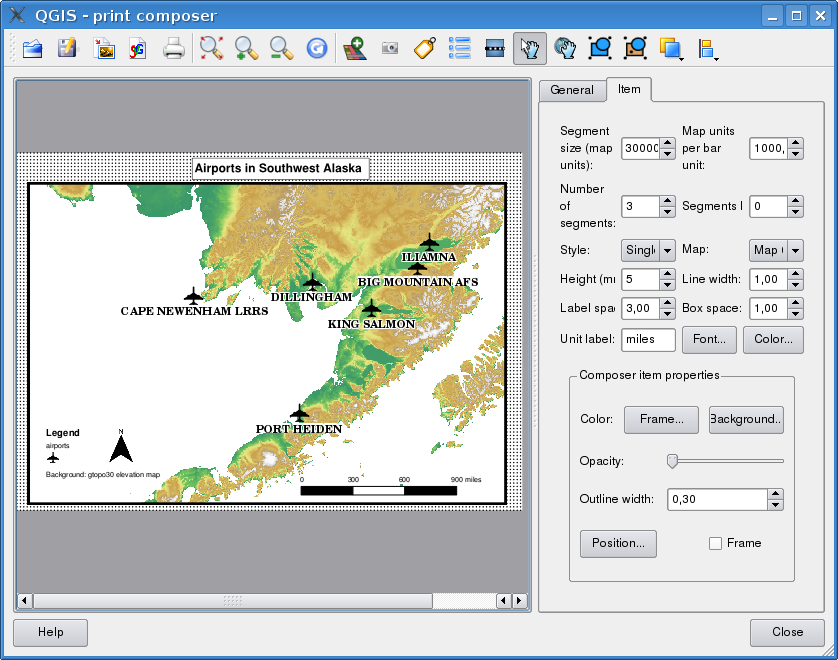 QGIS - print composer
General
Item
Segment size (map units):
30000
Map units per bar unit:
1000,
Number of segments:
3
Segments l
0
Style:
Singl
Map:
Map
Height (m
5
Line width:
1,00
Label spa
3,00
Box space:
1,00
Unit label:
miles
Font...
Color...
Composer item properties
Color:
Frame...
Background..
Opacity:
Outline width:
0,30
Position...
Frame
Airports in Southwest Alaska
ILIAMNA
BIG MOUNTAIN AFS
DILLINGHAM
CAPE NEWENHAM LRRS
KING SALMON
PORT HEIDEN
Legend
airports
Background: gtopo30 elevation map
N
0 300 600 900 miles
Help
Close